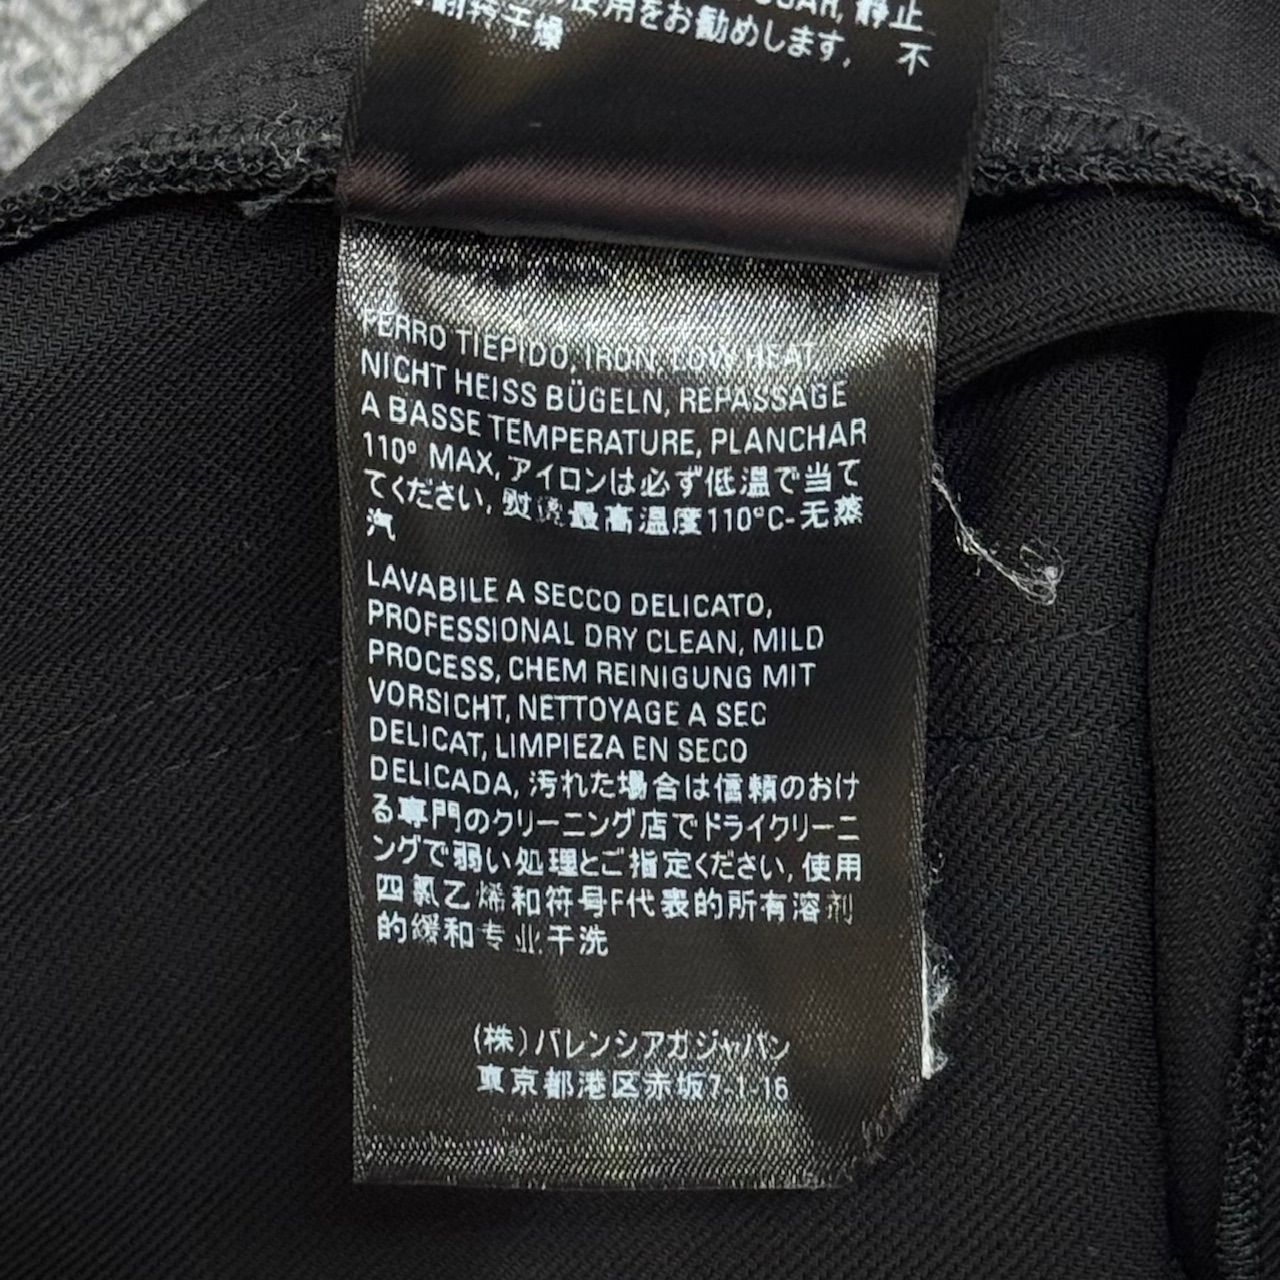 静止
使用をお勧めします, 不
翻转干燥
FERRO TIEPIDO, IRON, LOW HEAT,
NICHT HEISS BÜGELN, REPASSAGE
A BASSE TEMPERATURE, PLANCHAR
110° MAX, アイロンは必ず低温で当て
てください, 熨烫最高温度110°C-无蒸
汽
LAVABILE A SECCO DELICATO,
PROFESSIONAL DRY CLEAN, MILD
PROCESS, CHEM REINIGUNG MIT
VORSICHT, NETTOYAGE A SEC
DELICAT, LIMPIEZA EN SECO
DELICADA, 汚れた場合は信頼のおけ
る専門のクリーニング店でドライクリーニ
ングで弱い処理とご指定ください, 使用
四氯乙烯和符号F代表的所有溶剂
的缓和专业干洗
(株)バレンシアガジャパン
東京都港区赤坂7-1-16